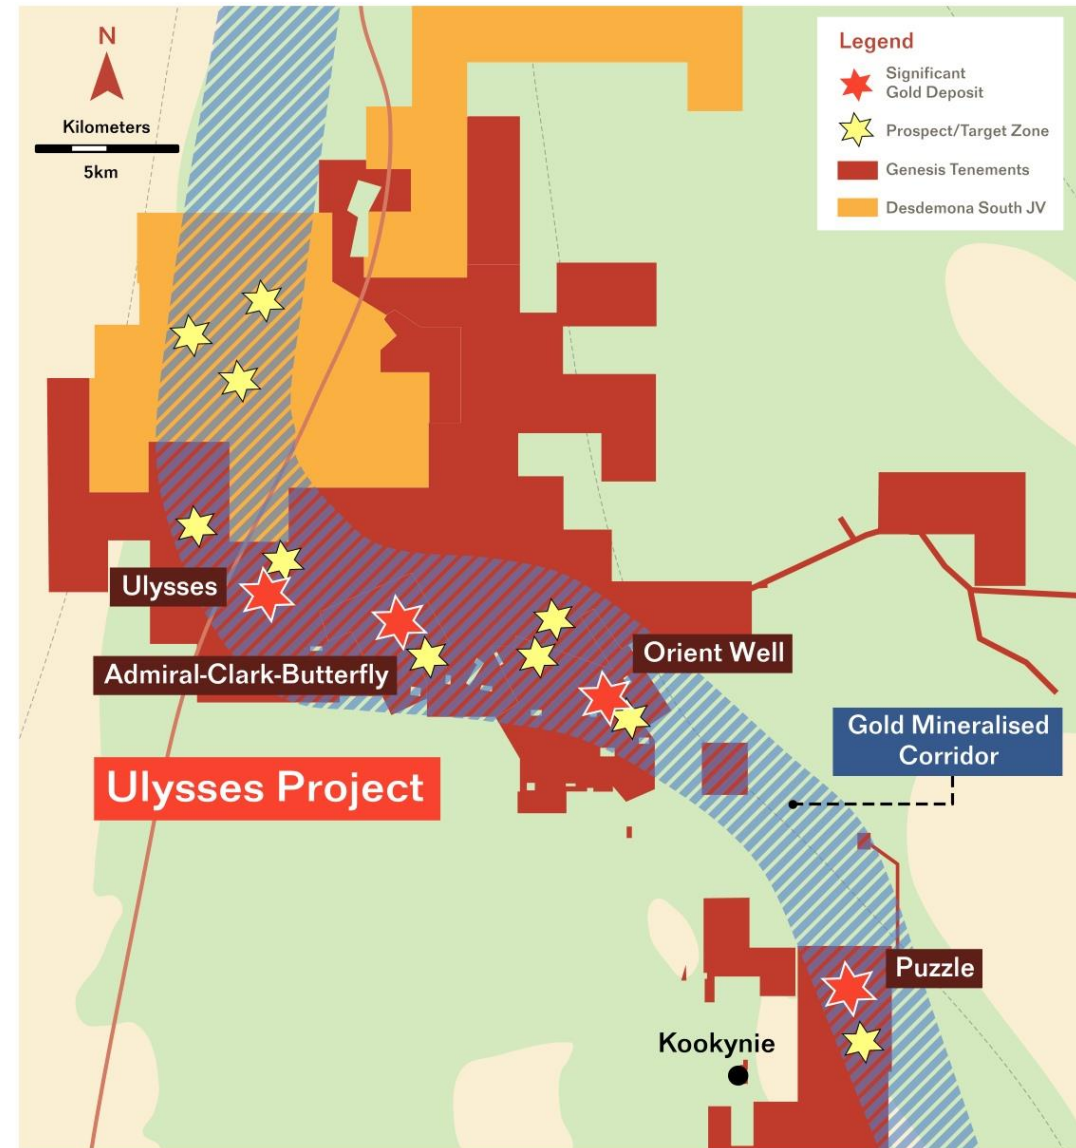 N
Kilometers
5km
Legend
Significant
Gold Deposit
Prospect/Target Zone
Genesis Tenements
Desdemona South JV
Ulysses
Admiral-Clark-Butterfly
Orient Well
Gold Mineralised
Corridor
Ulysses Project
Puzzle
Kookynie